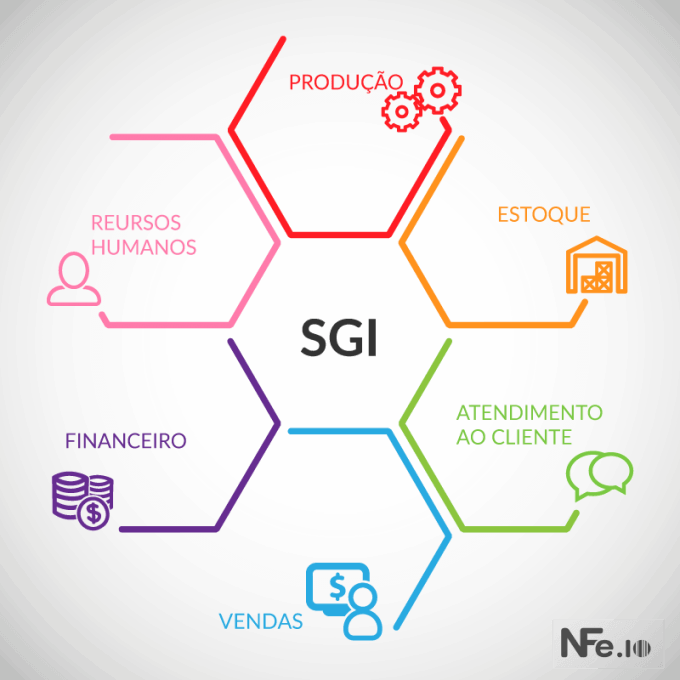 PRODUÇÃO
ESTOQUE
REURSOS
HUMANOS
SGI
ATENDIMENTO
AO CLIENTE
FINANCEIRO
VENDAS
NFe.io